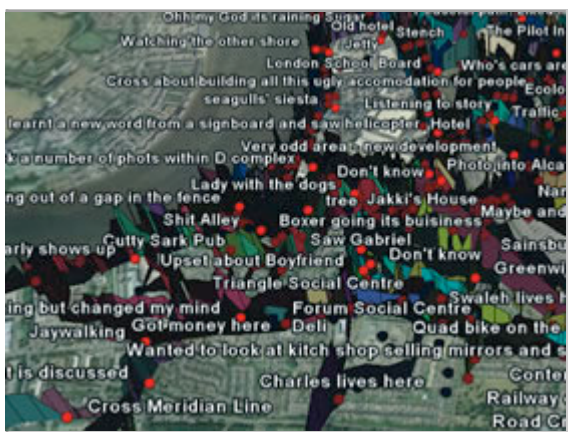 Ohh my God its raining Sugar
Old hotel
Stench
The Pilot In
Watching the other shore
Jetty
London School Board
Who's cars are
Cross about building all this ugly accomodation for people
Ecolo
seagulls' siesta
Listening to story
Traffic
learnt a new word from a signboard and saw helicopter
Hotel
Very odd area - new development
k a number of phots within D complex
Photo into Alca
Don't know
Lady with the dogs
Nar
ng out of a gap in the fence
tree
Jakki's House
Maybe and
Shit Alley
Boxer going its buisiness
Cutty Sark Pub
Saw Gabriel
Sainsbu
arly shows up
Upset about Boyfriend
Don't know
Greenwi
Triangle Social Centre
Swaleh lives h
ing but changed my mind
Forum Social Centre
Jaywalking
Got money here
Deli
Quad bike on the
Wanted to look at kitch shop selling mirrors and s
t is discussed
Charles lives here
Conter
Railway
Cross Meridian Line
Road Cr